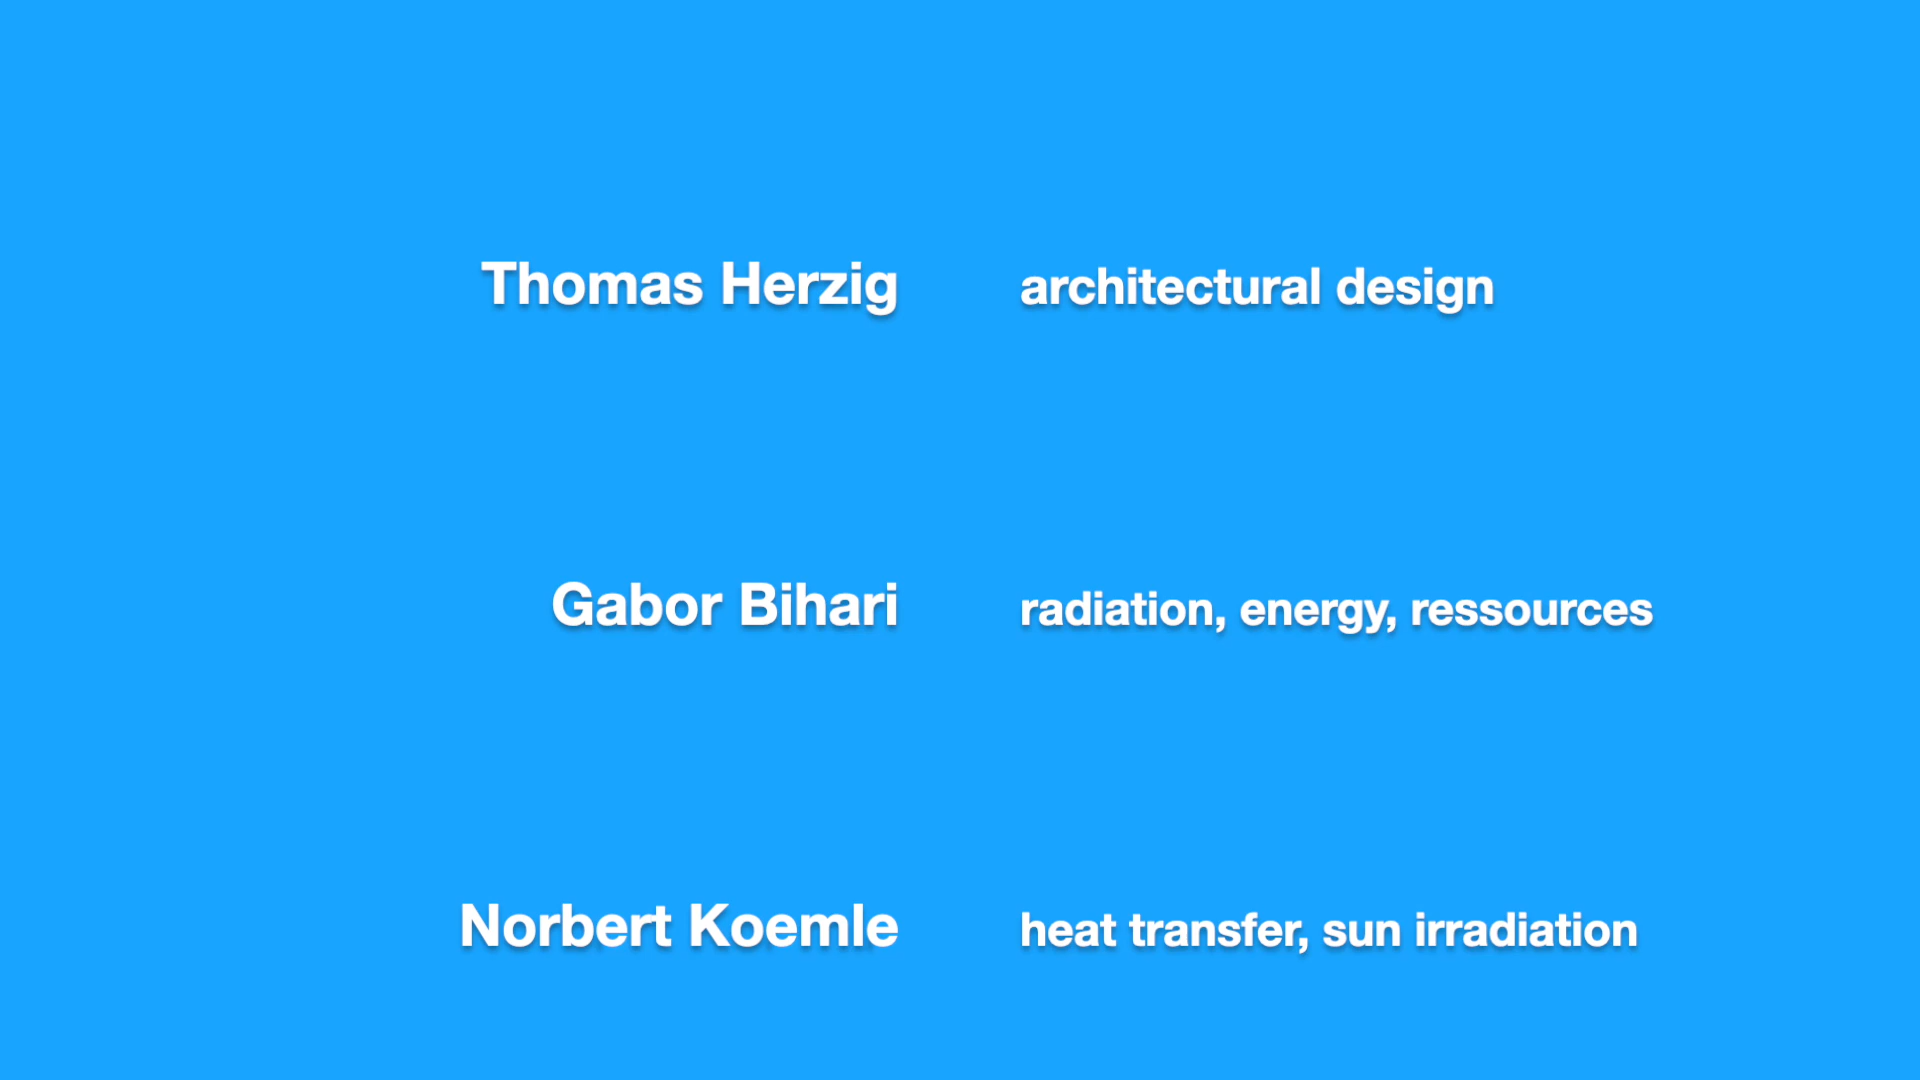 Thomas Herzig architectural design
Gabor Bihari radiation, energy, ressources
Norbert Koemle heat transfer, sun irradiation